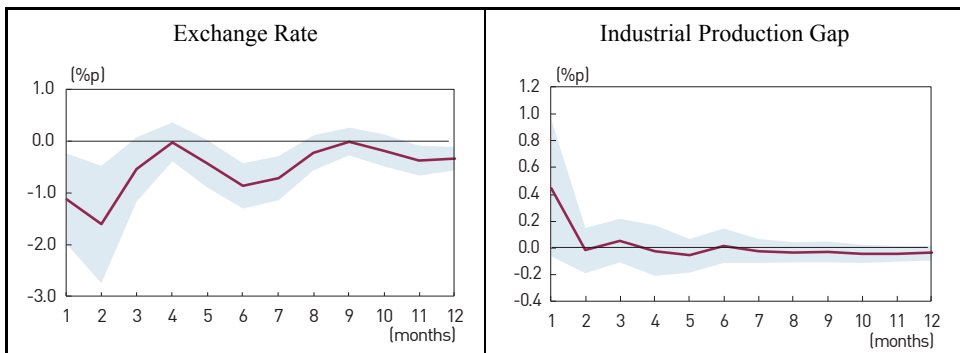 Exchange Rate
(%p)
1.0
0.0
-1.0
-2.0
-3.0
1 2 3 4 5 6 7 8 9 10 11 12
(months)
Industrial Production Gap
(%p)
1.2
1.0
0.8
0.6
0.4
0.2
0.0
-0.2
-0.4
1 2 3 4 5 6 7 8 9 10 11 12
(months)